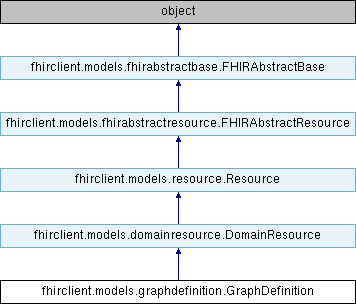 object
fhirclient.models.fhirabstractbase.FHIRAbstractBase
fhirclient.models.fhirabstractresource.FHIRAbstractResource
fhirclient.models.resource.Resource
fhirclient.models.domainresource.DomainResource
fhirclient.models.graphdefinition.GraphDefinition